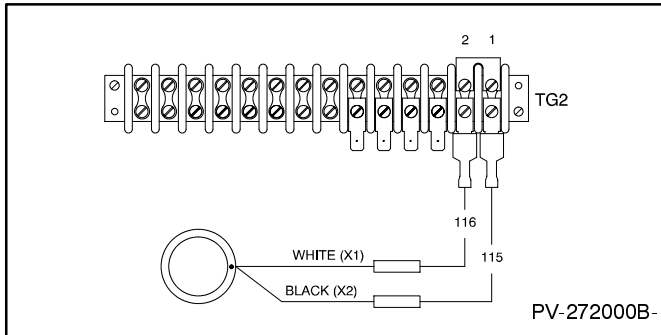 2 1
TG2
116
115
WHITE (X1)
BLACK (X2)
PV-272000B-